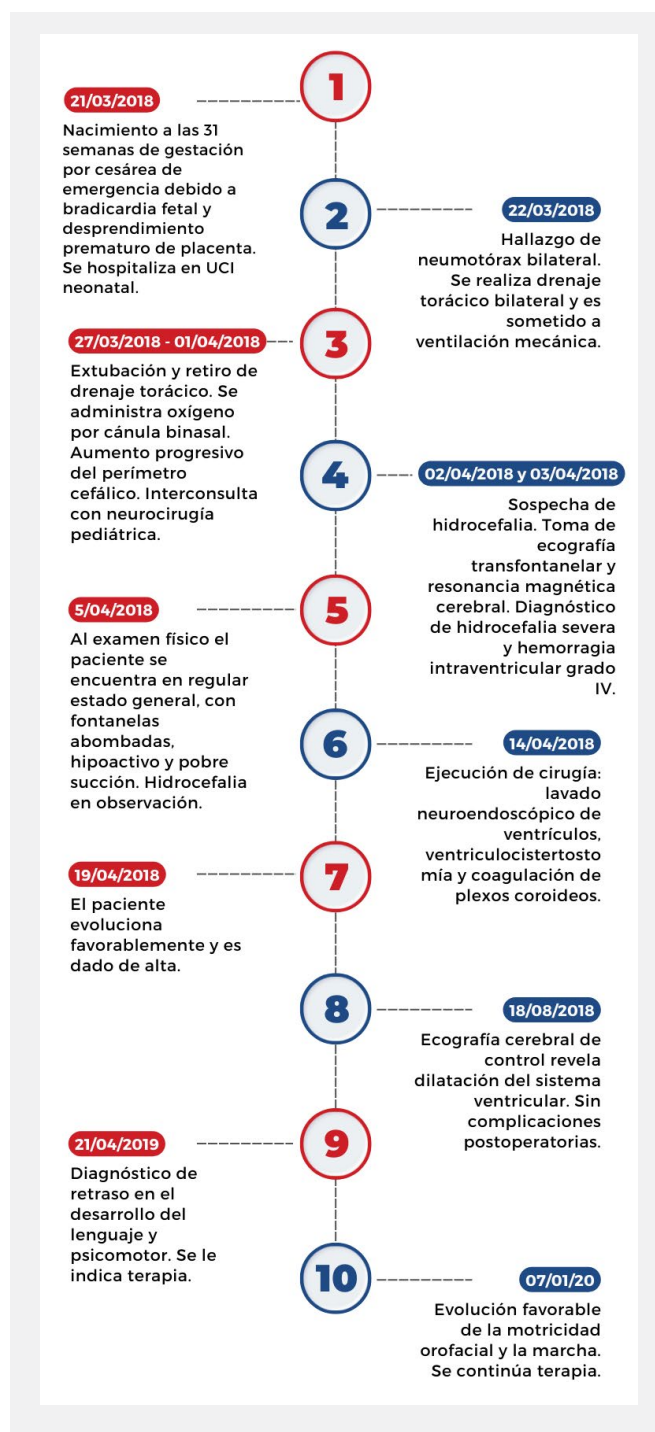 1
21/03/2018
Nacimiento a las 31
semanas de gestación
por cesárea de
emergencia debido a
bradicardia fetal y
desprendimiento
prematuro de placenta.
Se hospitaliza en UCI
neonatal.
2
22/03/2018
Hallazgo de
neumotórax bilateral.
Se realiza drenaje
torácico bilateral y es
sometido a
ventilación mecánica.
3
27/03/2018 - 01/04/2018
Extubación y retiro de
drenaje torácico. Se
administra oxígeno
por cánula binasal.
Aumento progresivo
del perímetro
cefálico. Interconsulta
con neurocirugía
pediátrica.
4
02/04/2018 y 03/04/2018
Sospecha de
hidrocefalia. Toma de
ecografía
transfontanelar y
resonancia magnética
cerebral. Diagnóstico
de hidrocefalia severa
y hemorragia
intraventricular grado
IV.
5
5/04/2018
Al examen físico el
paciente se
encuentra en regular
estado general, con
fontanelas
abombadas,
hipoactivo y pobre
succión. Hidrocefalia
en observación.
6
14/04/2018
Ejecución de cirugía:
lavado
neuroendoscópico de
ventrículos,
ventriculocistertosto
mía y coagulación de
plexos coroideos.
7
19/04/2018
El paciente
evoluciona
favorablemente y es
dado de alta.
8
18/08/2018
Ecografía cerebral de
control revela
dilatación del sistema
ventricular. Sin
complicaciones
postoperatorias.
9
21/04/2019
Diagnóstico de
retraso en el
desarrollo del
lenguaje y
psicomotor. Se le
indica terapia.
10
07/01/20
Evolución favorable
de la motricidad
orofacial y la marcha.
Se continúa terapia.